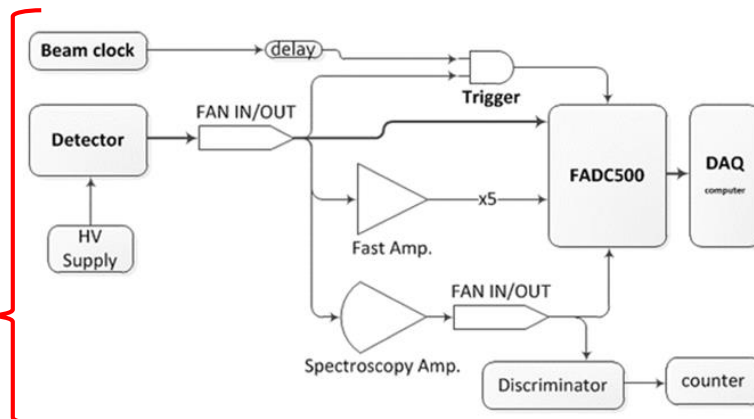 Beam clock
delay
Trigger
FAN IN/OUT
Detector
FADC500
DAQ
computer
x5
Fast Amp.
HV
Supply
FAN IN/OUT
Spectroscopy Amp.
Discriminator
counter